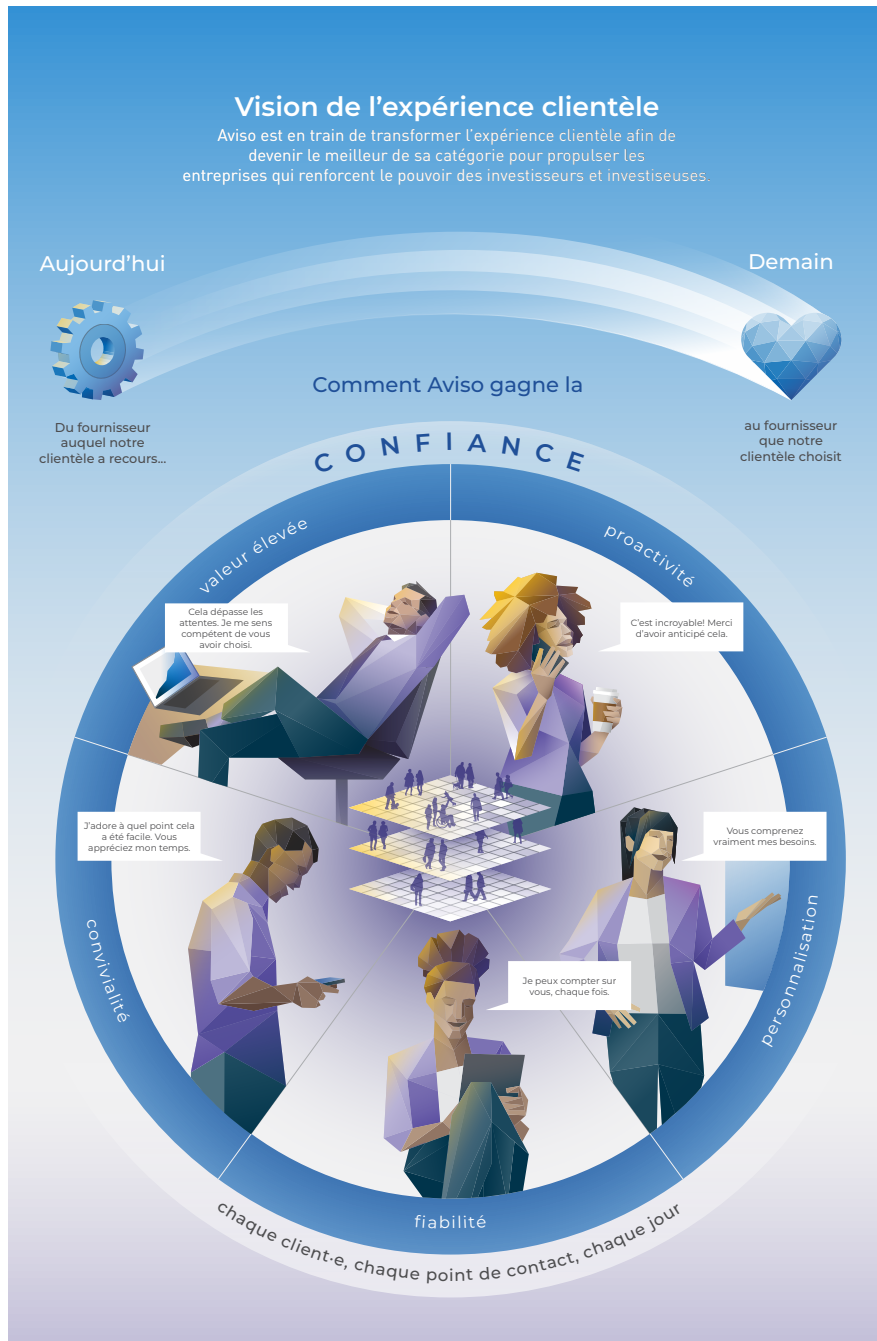 Vision de l'expérience clientèle
Aviso est en train de transformer l'expérience clientèle afin de
devenir le meilleur de sa catégorie pour propulser les
entreprises qui renforcent le pouvoir des investisseurs et investiseuses.
Aujourd'hui
Demain
Du fournisseur
auquel notre
clientèle a recours...
au fournisseur
que notre
clientèle choisit
Comment Aviso gagne la
CONFIANCE
valeur élevée
proactivité
Cela dépasse les
attentes. Je me sens
compétent de vous
avoir choisi.
C'est incroyable! Merci
d'avoir anticipé cela.
J'adore à quel point cela
a été facile. Vous
appréciez mon temps.
Vous comprenez
vraiment mes besoins.
convivialité
personnalisation
Je peux compter sur
vous, chaque fois.
fiabilité
chaque client·e, chaque point de contact, chaque jour